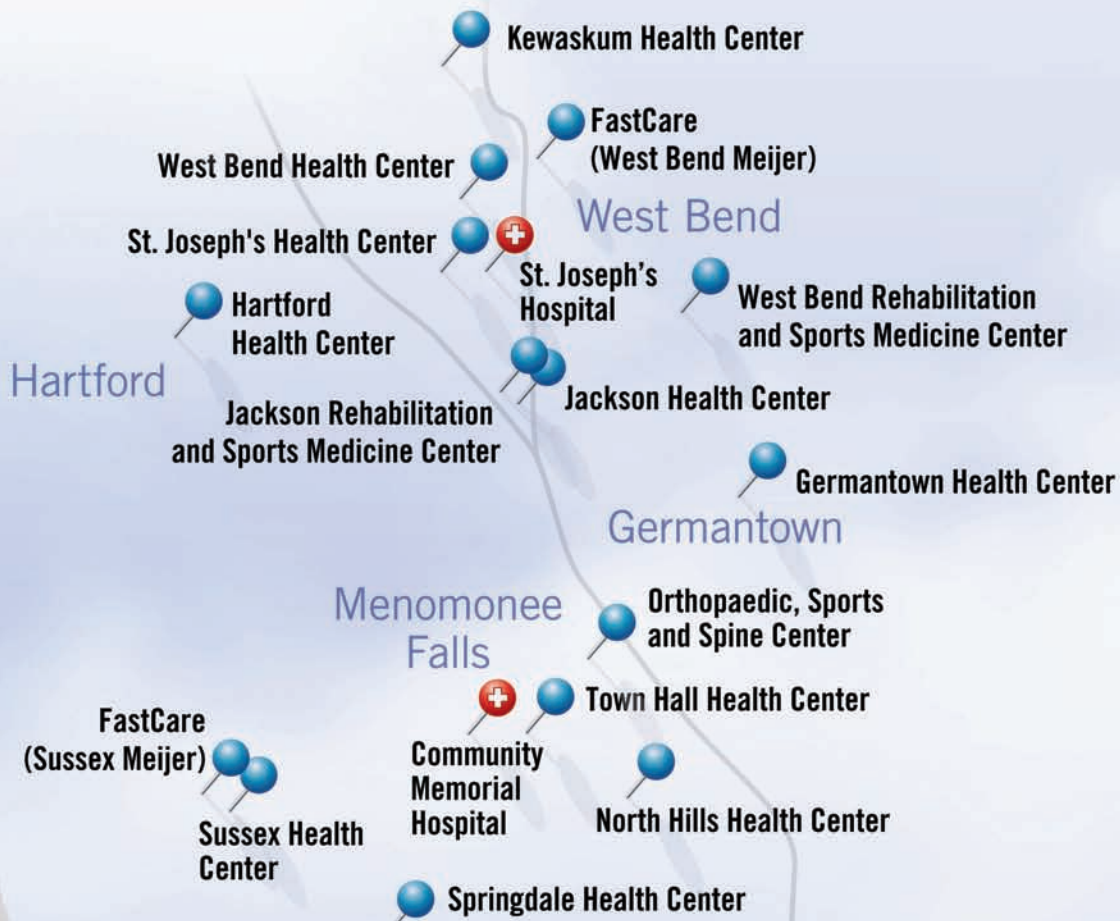 Kewaskum Health Center
FastCare
(West Bend Meijer)
West Bend Health Center
West Bend
St. Joseph's Health Center
St. Joseph’s
Hospital
West Bend Rehabilitation
and Sports Medicine Center
Hartford
Health Center
Hartford
Jackson Health Center
Jackson Rehabilitation
and Sports Medicine Center
Germantown Health Center
Germantown
Menomonee
Falls
Orthopaedic, Sports
and Spine Center
Town Hall Health Center
FastCare
(Sussex Meijer)
Community
Memorial
Hospital
North Hills Health Center
Sussex Health
Center
Springdale Health Center